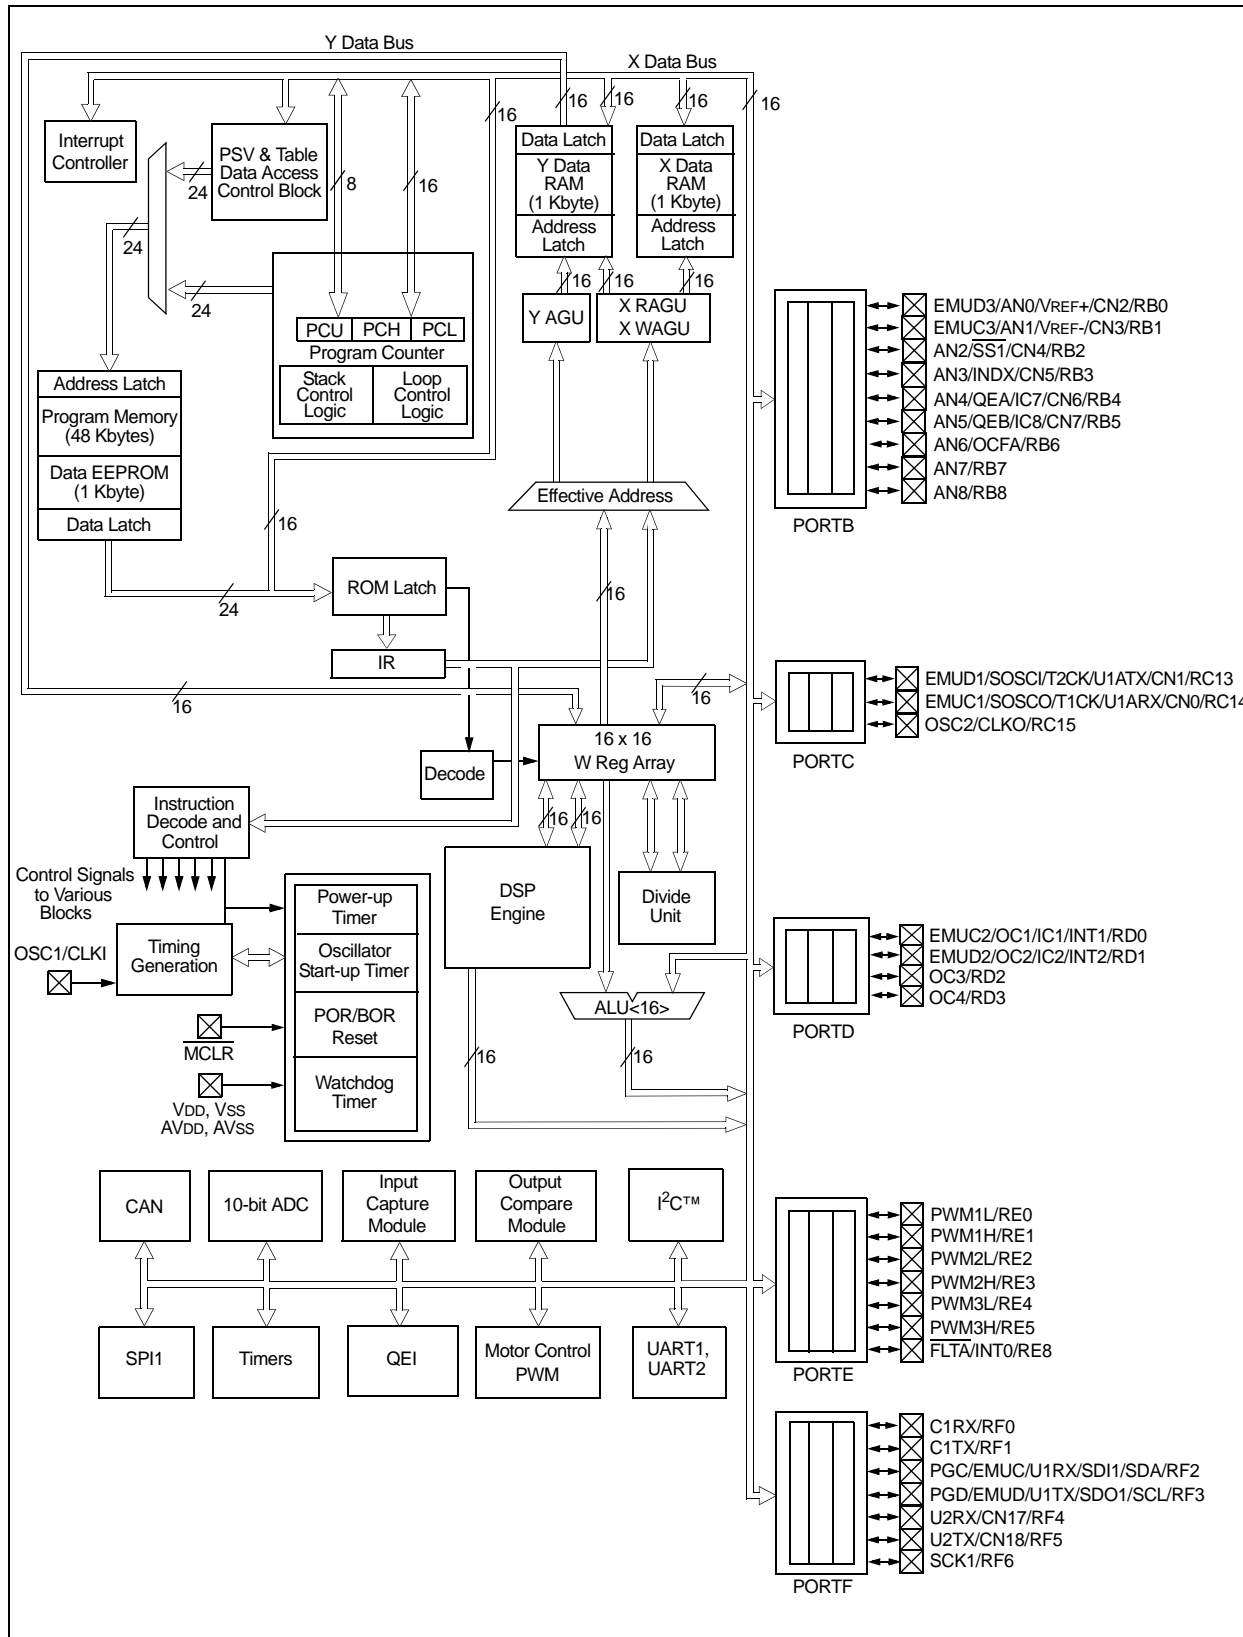 Y Data Bus
X Data Bus
16
16
16
16
16
Interrupt
Controller
PSV & Table
Data Access
Control Block
24
8
16
24
24
Data Latch
Y Data
RAM
(1 Kbyte)
Address
Latch
Data Latch
X Data
RAM
(1 Kbyte)
Address
Latch
16
16
16
Y AGU
X RAGU
X WAGU
PCU
PCH
PCL
Program Counter
Stack
Control
Logic
Loop
Control
Logic
Address Latch
Program Memory
(48 Kbytes)
Data EEPROM
(1 Kbyte)
Data Latch
Effective Address
16
24
ROM Latch
16
IR
16
16
16 x 16
W Reg Array
Decode
Instruction
Decode and
Control
16
16
Control Signals
to Various
Blocks
DSP
Engine
Divide
Unit
Power-up
Timer
OSC1/CLKI
Timing
Generation
Oscillator
Start-up Timer
ALU<16>
POR/BOR
Reset
MCLR
16
16
Watchdog
Timer
VDD, VSS
AVDD, AVSS
CAN
10-bit ADC
Input
Capture
Module
Output
Compare
Module
I²C™
SPI1
Timers
QEI
Motor Control
PWM
UART1,
UART2
EMUD3/AN0/VREF+/CN2/RB0
EMUC3/AN1/VREF-/CN3/RB1
AN2/SS1/CN4/RB2
AN3/INDX/CN5/RB3
AN4/QEA/IC7/CN6/RB4
AN5/QEB/IC8/CN7/RB5
AN6/OCFA/RB6
AN7/RB7
AN8/RB8
PORTB
EMUD1/SOSCI/T2CK/U1ATX/CN1/RC13
EMUC1/SOSCO/T1CK/U1ARX/CN0/RC14
OSC2/CLKO/RC15
PORTC
EMUC2/OC1/IC1/INT1/RD0
EMUD2/OC2/IC2/INT2/RD1
OC3/RD2
OC4/RD3
PORTD
PWM1L/RE0
PWM1H/RE1
PWM2L/RE2
PWM2H/RE3
PWM3L/RE4
PWM3H/RE5
FLTA/INT0/RE8
PORTE
C1RX/RF0
C1TX/RF1
PGC/EMUC/U1RX/SDI1/SDA/RF2
PGD/EMUD/U1TX/SDO1/SCL/RF3
U2RX/CN17/RF4
U2TX/CN18/RF5
SCK1/RF6
PORTF